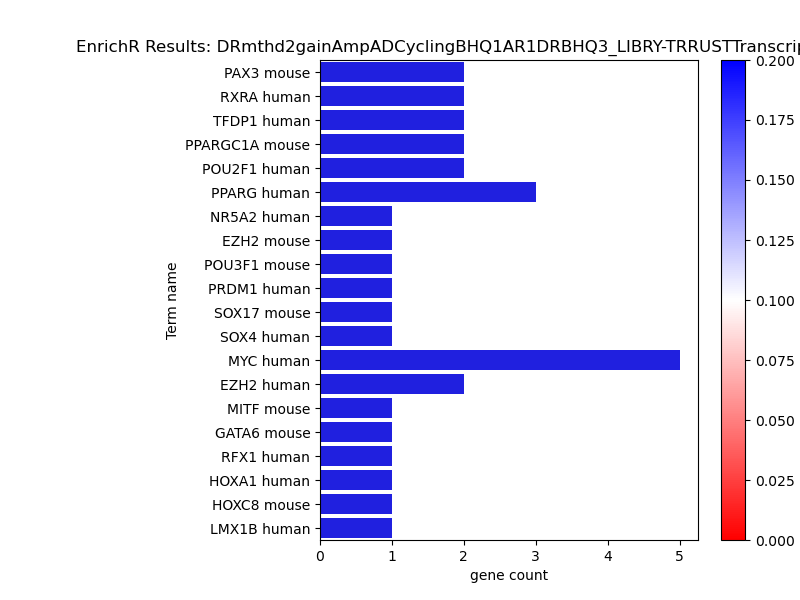 EnrichR Results: DRmthd2gainAmpADCyclingBHQ1AR1DRBHQ3_LIBRY-TRRUSTTranscrip
PAX3 mouse
RXRA human
TFDP1 human
PPARGC1A mouse
POU2F1 human
PPARG human
NR5A2 human
EZH2 mouse
POU3F1 mouse
PRDM1 human
SOX17 mouse
SOX4 human
MYC human
EZH2 human
MITF mouse
GATA6 mouse
RFX1 human
HOXA1 human
HOXC8 mouse
LMX1B human
Term name
0 1 2 3 4 5
gene count
0.200
0.175
0.150
0.125
0.100
0.075
0.050
0.025
0.000